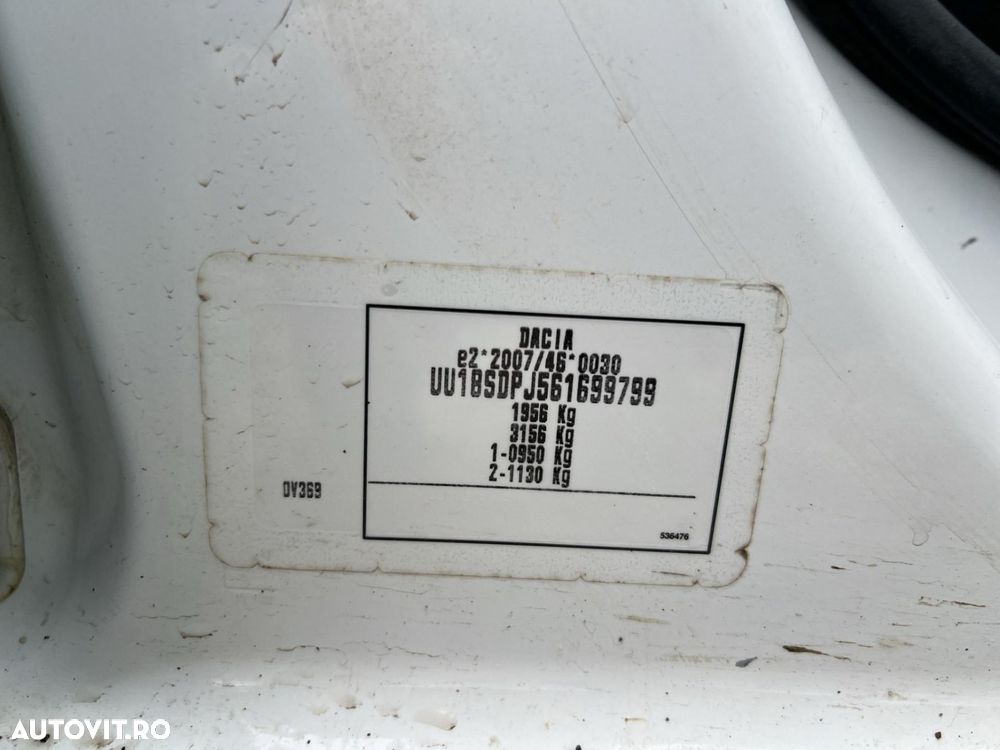 DACIA
e2*2007/46*0030
UU1BSDPJ561699799
1956 Kg
3156 Kg
1-0950 Kg
2-1130 Kg
DV369
536476
AUTOVIT.RO